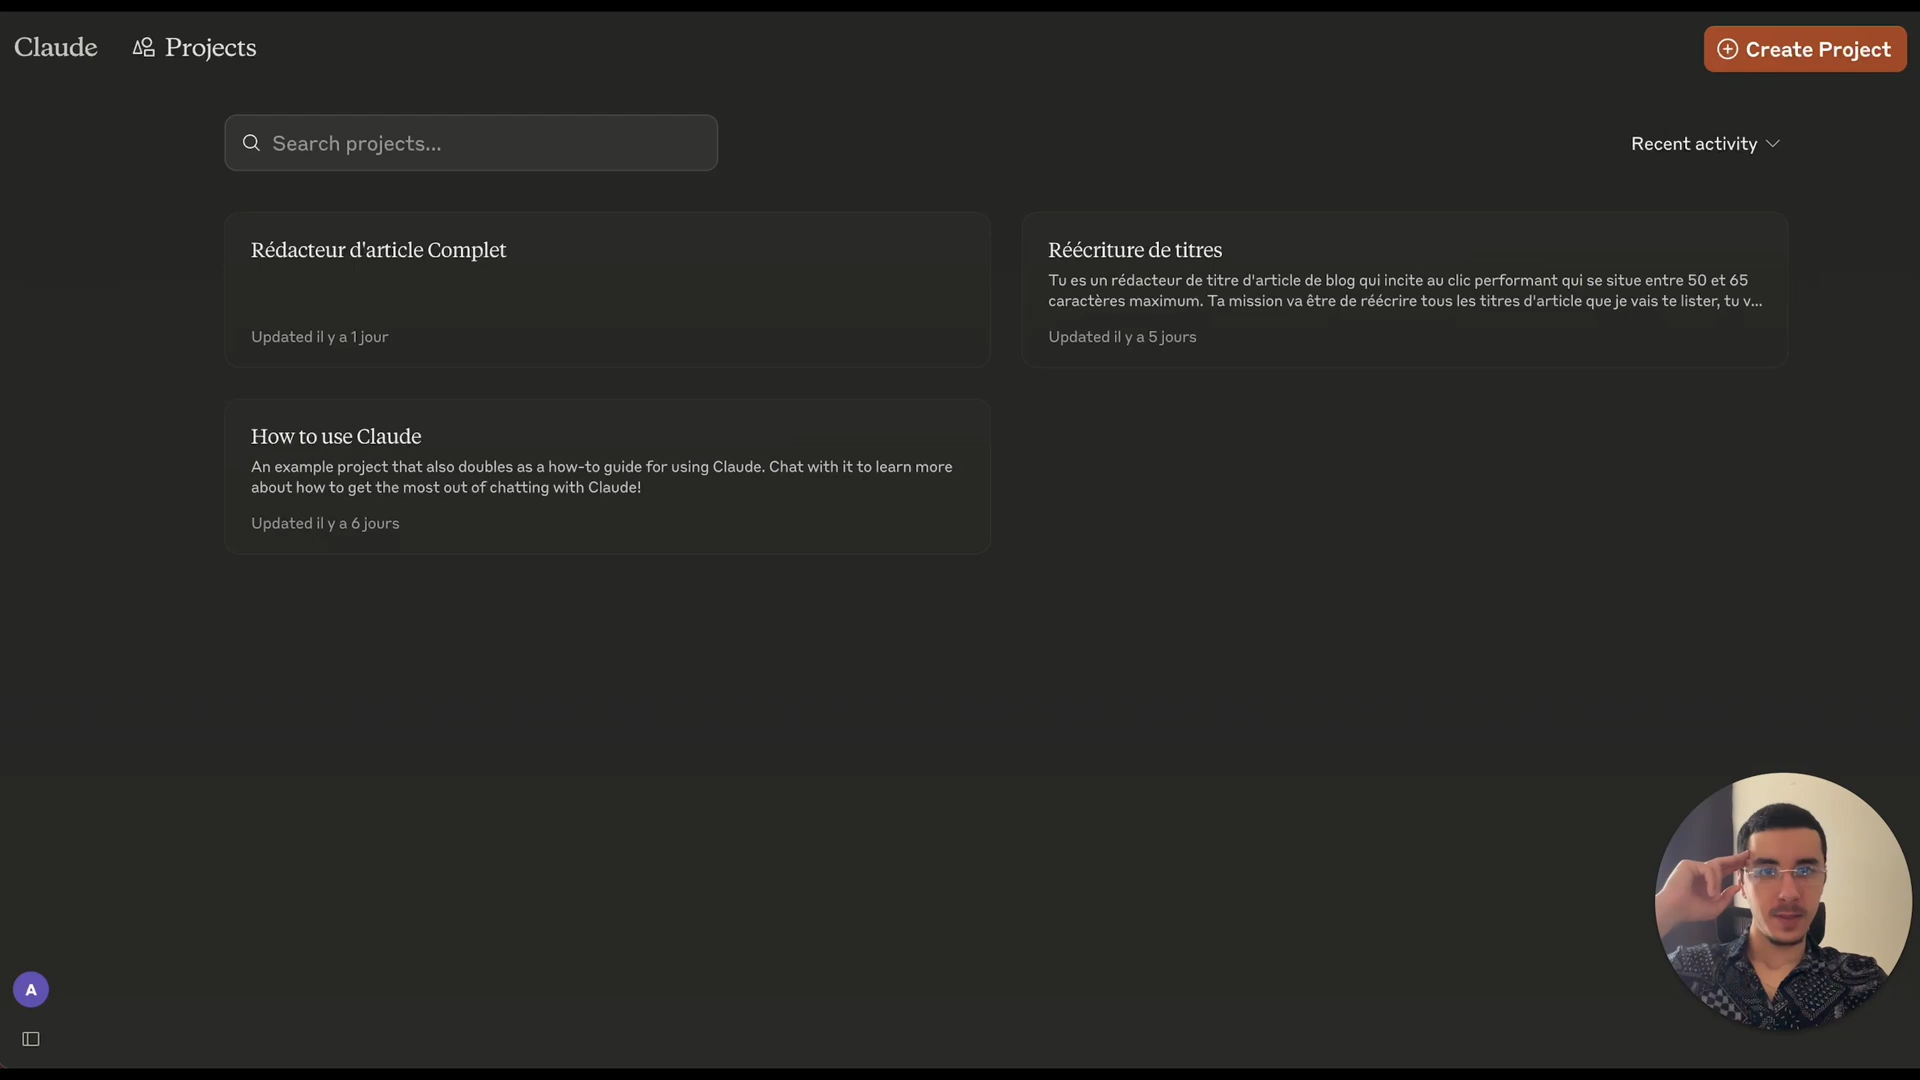 Claude
Projects
Create Project
Search projects...
Recent activity
Rédacteur d'article Complet
Updated il y a 1 jour
Réécriture de titres
Tu es un rédacteur de titre d'article de blog qui incite au clic performant qui se situe entre 50 et 65
caractères maximum. Ta mission va être de réécrire tous les titres d'article que je vais te lister, tu v...
Updated il y a 5 jours
How to use Claude
An example project that also doubles as a how-to guide for using Claude. Chat with it to learn more
about how to get the most out of chatting with Claude!
Updated il y a 6 jours
A